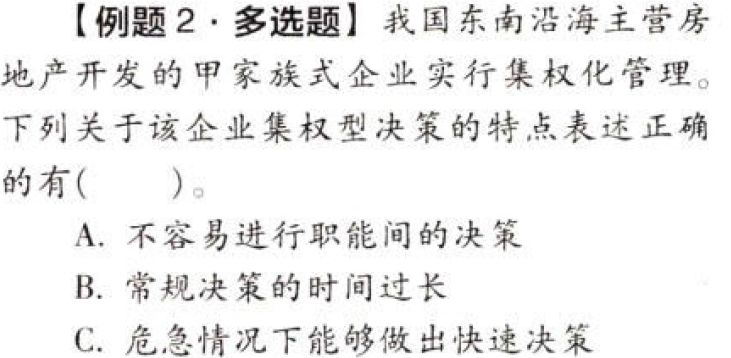 【例题 2·多选题】我国东南沿海主营房
地产开发的甲家族式企业实行集权化管理。
下列关于该企业集权型决策的特点表述正确
的有(　　)。
A. 不容易进行职能间的决策
B. 常规决策的时间过长
C. 危急情况下能够做出快速决策